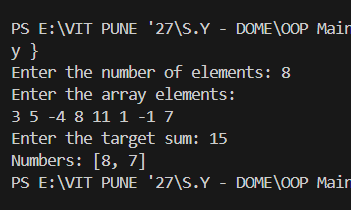 PS E:\VIT PUNE '27\S.Y - DOME\OOP Main
y }
Enter the number of elements: 8
Enter the array elements:
3 5 -4 8 11 1 -1 7
Enter the target sum: 15
Numbers: [8, 7]
PS E:\VIT PUNE '27\S.Y - DOME\OOP Main